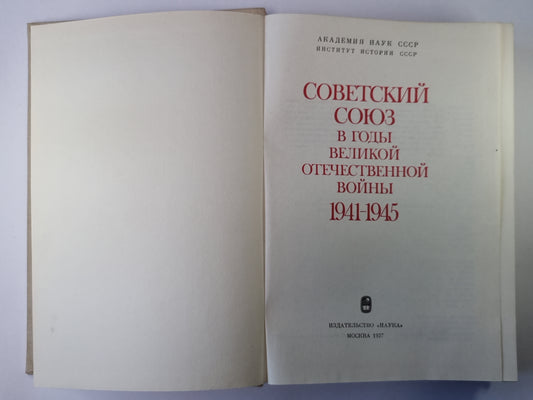 АКАДЕМИЯ НАУК СССР
ИНСТИТУТ ИСТОРИИ СССР
СОВЕТСКИЙ
СОЮЗ
В ГОДЫ
ВЕЛИКОЙ
ОТЕЧЕСТВЕННОЙ
ВОЙНЫ
1941-1945
ИЗДАТЕЛЬСТВО «НАУКА»
МОСКВА